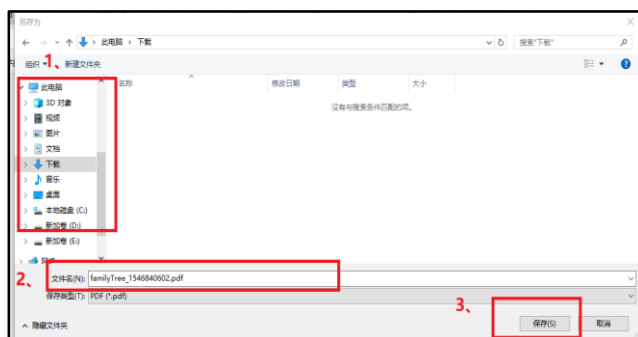 另存为
此电脑 > 下载
搜索"下载"
组织 1、 新建文件夹
名称 修改日期 类型 大小
此电脑
没有与搜索条件匹配的项。
3D 对象
视频
图片
文档
下载
音乐
桌面
本地磁盘 (C:)
新加卷 (D:)
新加卷 (E:)
2、 文件名(N): familyTree_1546840602.pdf
保存类型(T): PDF (*.pdf)
3、
隐藏文件夹 保存(S) 取消